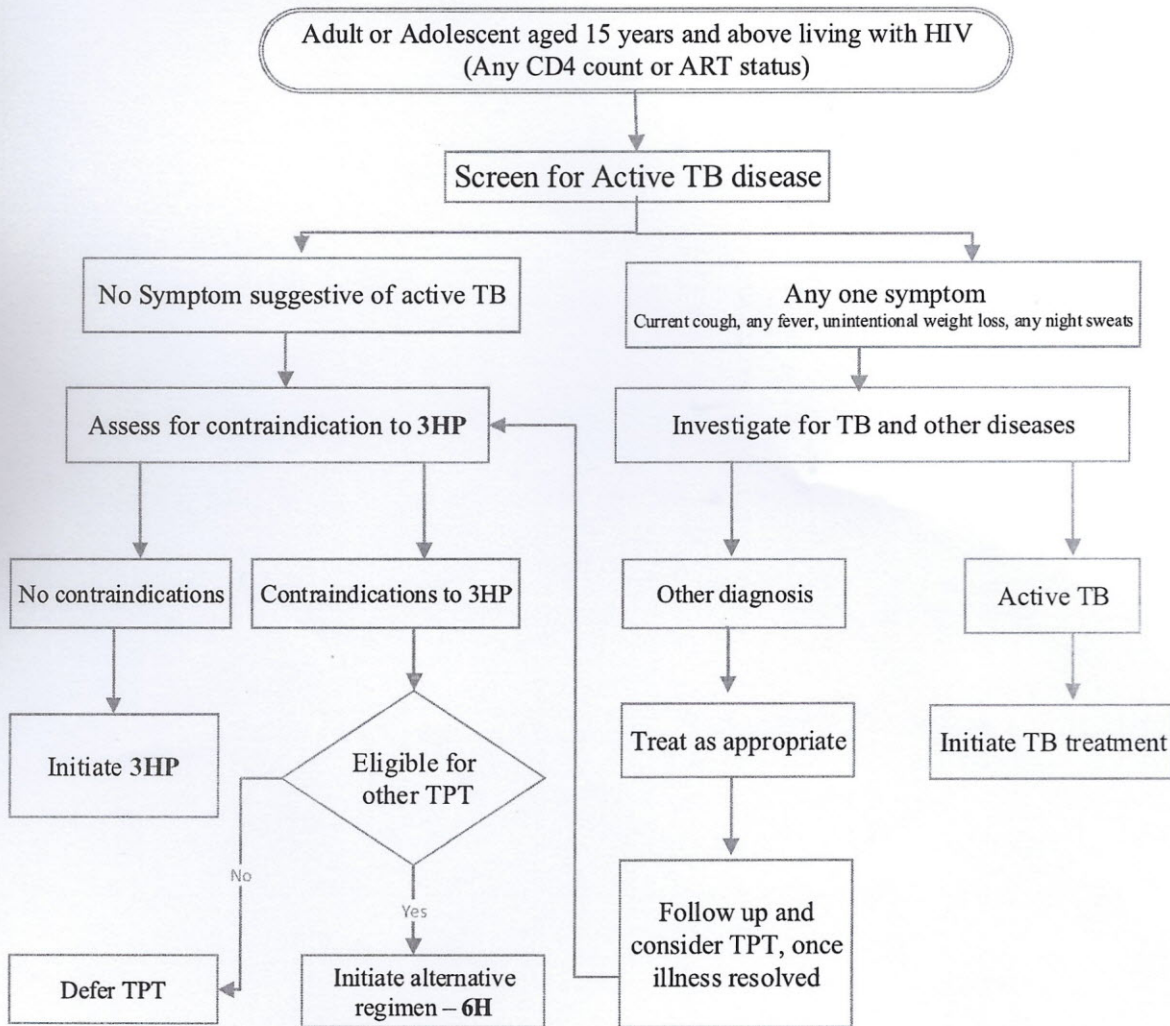 Adult or Adolescent aged 15 years and above living with HIV
(Any CD4 count or ART status)
Screen for Active TB disease
No Symptom suggestive of active TB
Any one symptom
Current cough, any fever, unintentional weight loss, any night sweats
Assess for contraindication to 3HP
Investigate for TB and other diseases
No contraindications
Contraindications to 3HP
Other diagnosis
Active TB
Initiate 3HP
Eligible for
other TPT
Treat as appropriate
Initiate TB treatment
No
Yes
Follow up and
consider TPT, once
illness resolved
Defer TPT
Initiate alternative
regimen – 6H